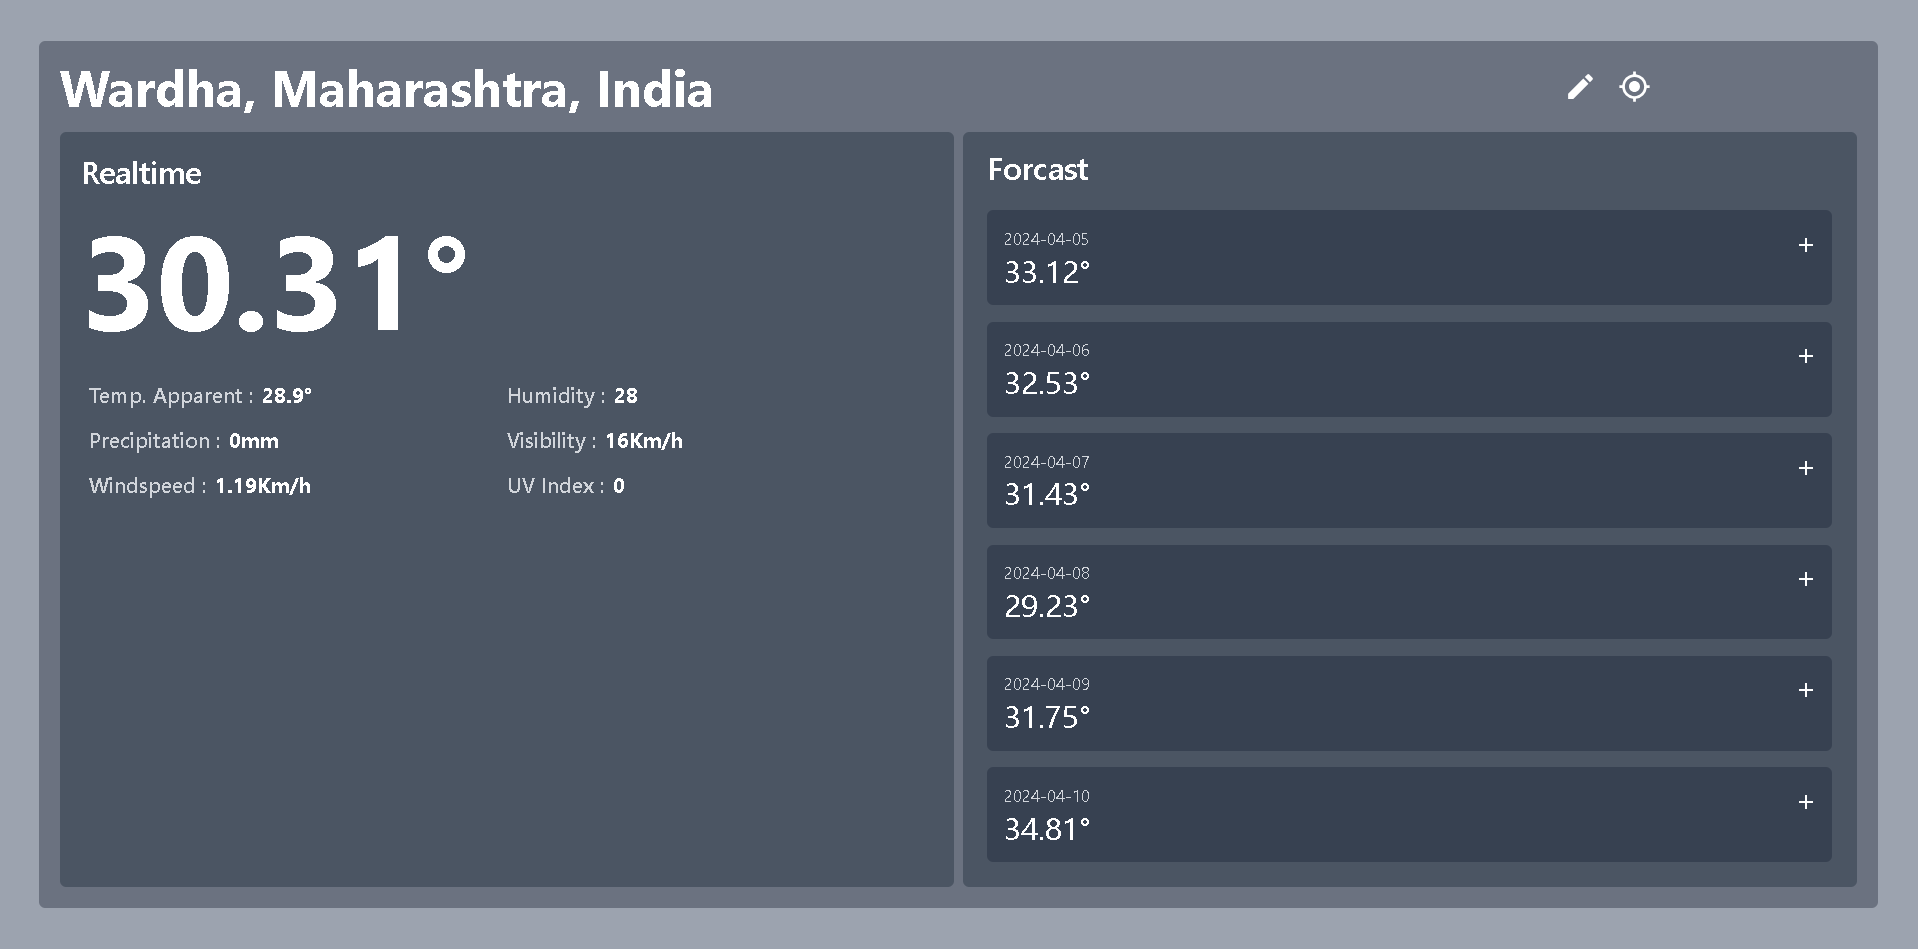 Wardha, Maharashtra, India
Realtime
30.31°
Temp. Apparent : 28.9°
Humidity : 28
Precipitation : 0mm
Visibility : 16Km/h
Windspeed : 1.19Km/h
UV Index : 0
Forcast
2024-04-05
33.12°
+
2024-04-06
32.53°
+
2024-04-07
31.43°
+
2024-04-08
29.23°
+
2024-04-09
31.75°
+
2024-04-10
34.81°
+